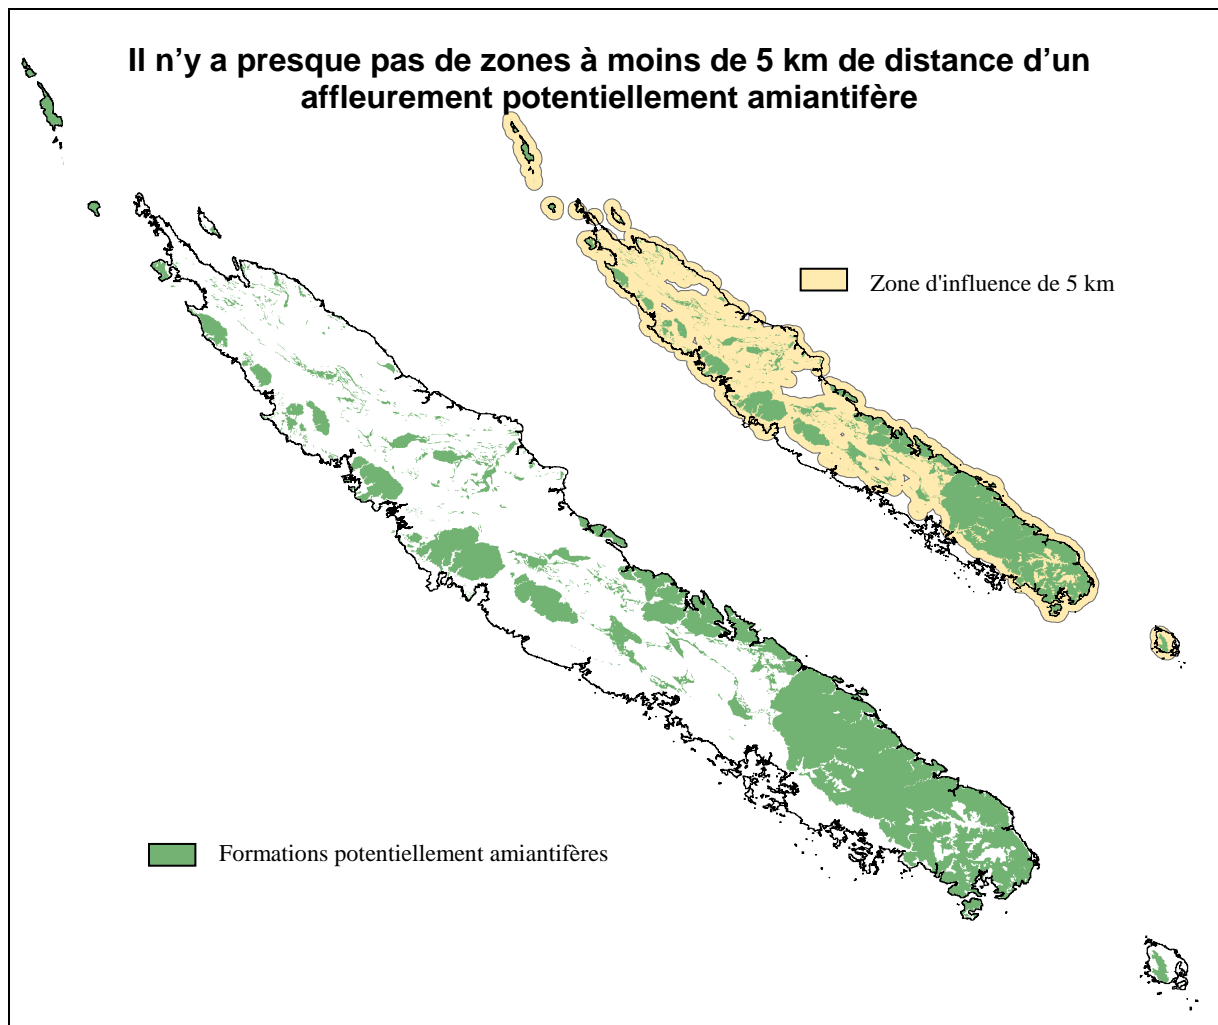 Il n’y a presque pas de zones à moins de 5 km de distance d’un
affleurement potentiellement amiantifère
Zone d'influence de 5 km
Formations potentiellement amiantifères